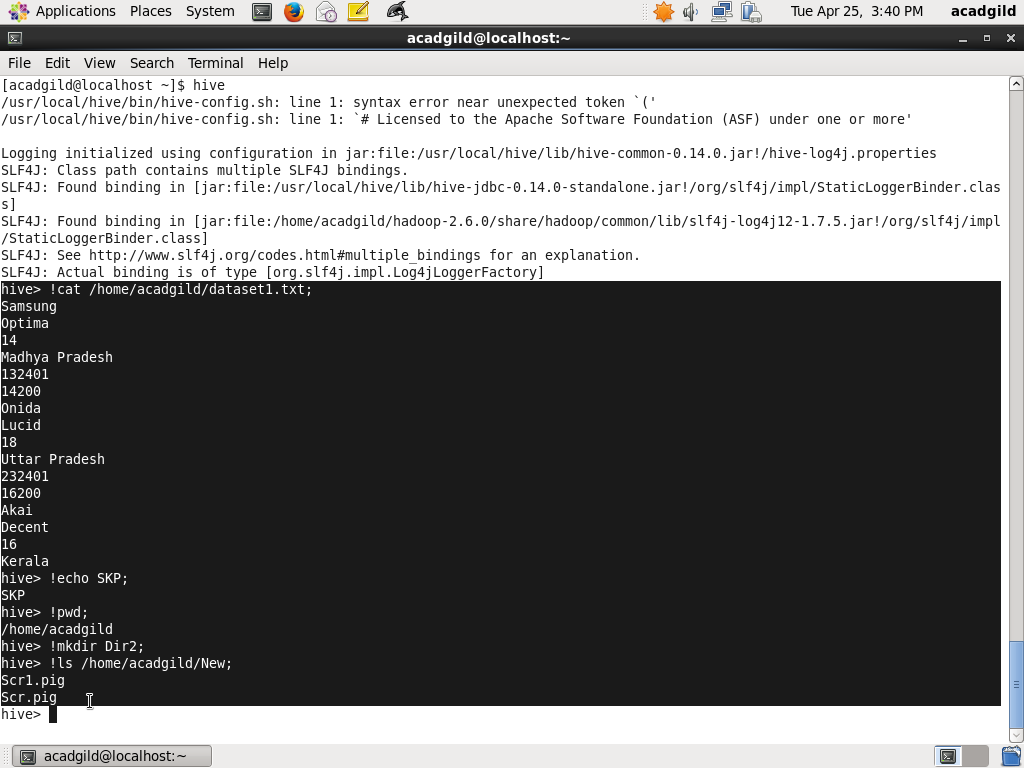 Applications Places System Tue Apr 25, 3:40 PM acadgild
acadgild@localhost:~
File Edit View Search Terminal Help
[acadgild@localhost ~]$ hive
/usr/local/hive/bin/hive-config.sh: line 1: syntax error near unexpected token `('
/usr/local/hive/bin/hive-config.sh: line 1: `# Licensed to the Apache Software Foundation (ASF) under one or more'
Logging initialized using configuration in jar:file:/usr/local/hive/lib/hive-common-0.14.0.jar!/hive-log4j.properties
SLF4J: Class path contains multiple SLF4J bindings.
SLF4J: Found binding in [jar:file:/usr/local/hive/lib/hive-jdbc-0.14.0-standalone.jar!/org/slf4j/impl/StaticLoggerBinder.clas
s]
SLF4J: Found binding in [jar:file:/home/acadgild/hadoop-2.6.0/share/hadoop/common/lib/slf4j-log4j12-1.7.5.jar!/org/slf4j/impl
/StaticLoggerBinder.class]
SLF4J: See http://www.slf4j.org/codes.html#multiple_bindings for an explanation.
SLF4J: Actual binding is of type [org.slf4j.impl.Log4jLoggerFactory]
hive> !cat /home/acadgild/dataset1.txt;
Samsung
Optima
14
Madhya Pradesh
132401
14200
Onida
Lucid
18
Uttar Pradesh
232401
16200
Akai
Decent
16
Kerala
hive> !echo SKP;
SKP
hive> !pwd;
/home/acadgild
hive> !mkdir Dir2;
hive> !ls /home/acadgild/New;
Scr1.pig
Scr.pig
hive>
acadgild@localhost:~